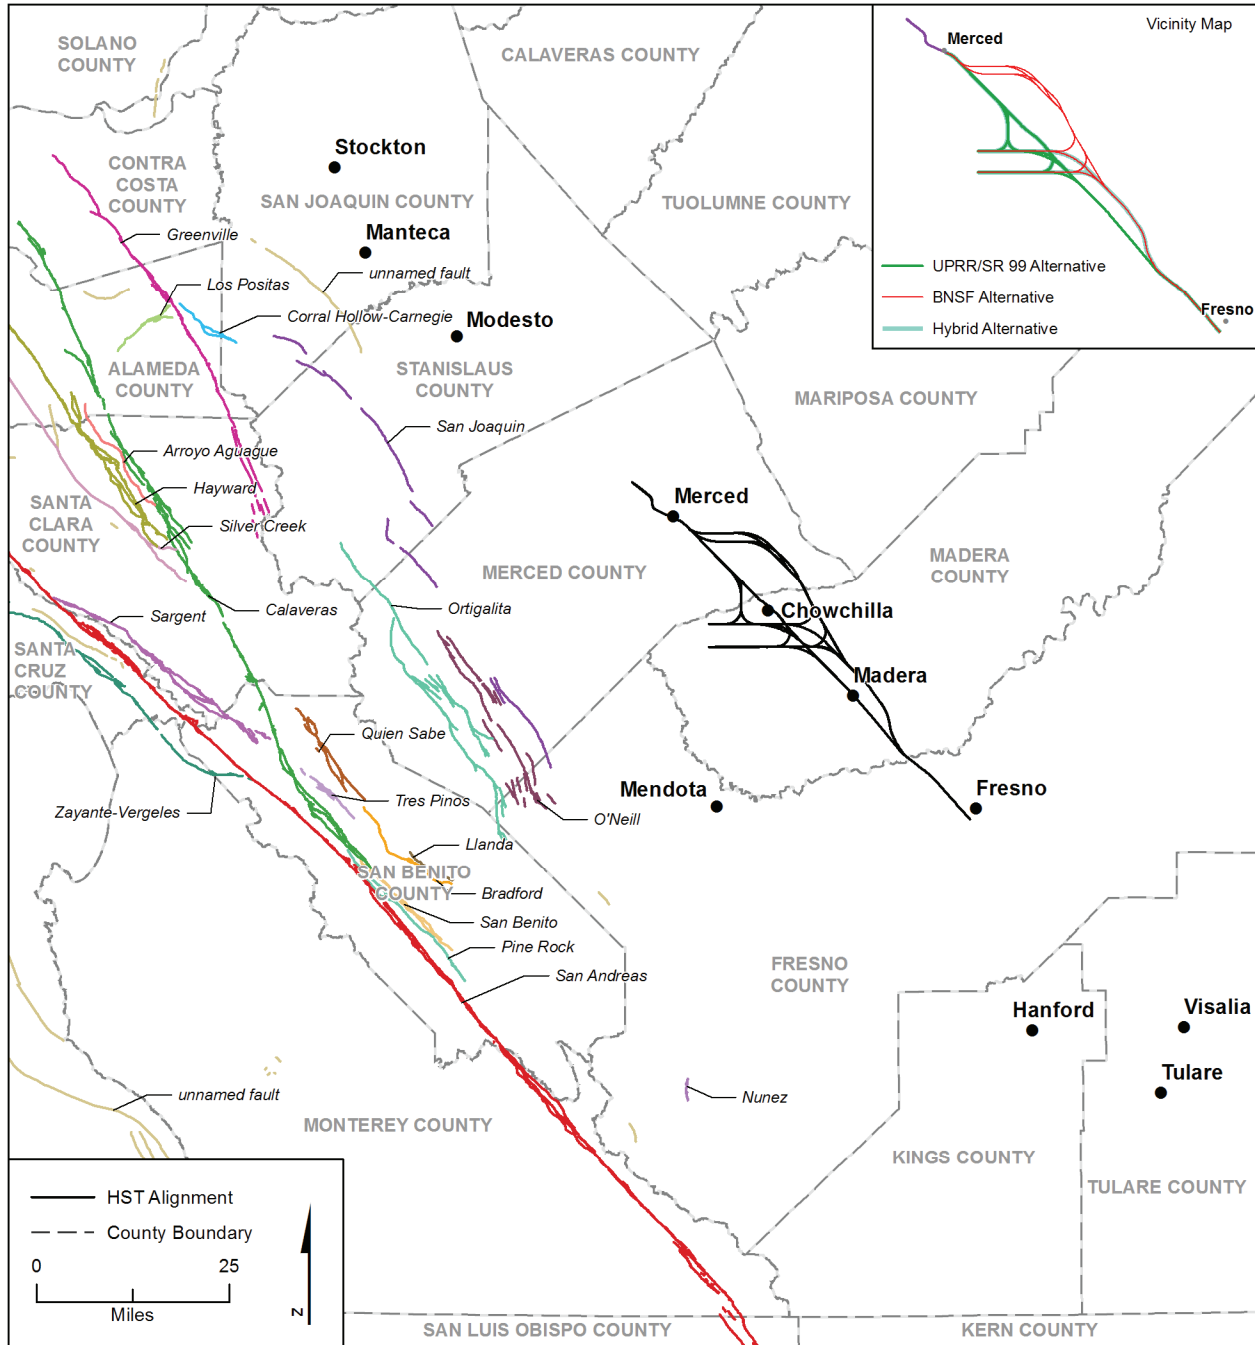 SOLANO
COUNTY
CALAVERAS COUNTY
Vicinity Map
Merced
UPRR/SR 99 Alternative
BNSF Alternative
Hybrid Alternative
Fresno
Stockton
CONTRA
COSTA
COUNTY
SAN JOAQUIN COUNTY
TUOLUMNE COUNTY
Manteca
Greenville
unnamed fault
Los Positas
Corral Hollow-Carnegie
Modesto
ALAMEDA
COUNTY
STANISLAUS
COUNTY
MARIPOSA COUNTY
San Joaquin
Arroyo Aguague
Hayward
Silver Creek
SANTA
CLARA
COUNTY
Merced
MADERA
COUNTY
MERCED COUNTY
Sargent
Calaveras
Ortigalita
Chowchilla
SANTA
CRUZ
COUNTY
Madera
Quien Sabe
Zayante-Vergeles
Tres Pinos
O'Neill
Mendota
Fresno
Llanda
SAN BENITO
COUNTY
Bradford
San Benito
Pine Rock
San Andreas
FRESNO
COUNTY
Hanford
Visalia
Tulare
unnamed fault
Nunez
MONTEREY COUNTY
KINGS COUNTY
TULARE COUNTY
HST Alignment
County Boundary
0 25
Miles
N
SAN LUIS OBISPO COUNTY
KERN COUNTY